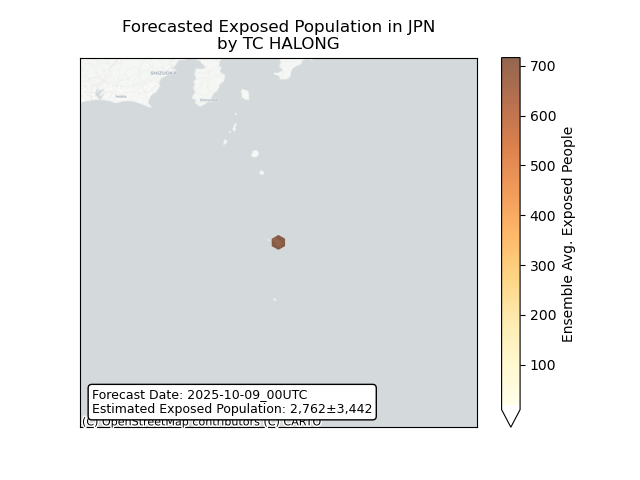 Forecasted Exposed Population in JPN
by TC HALONG
SHIZUOKA
700
600
500
400
300
200
100
Ensemble Avg. Exposed People
Forecast Date: 2025-10-09_00UTC
Estimated Exposed Population: 2,762±3,442
(C) OpenStreetMap contributors (C) CARTO